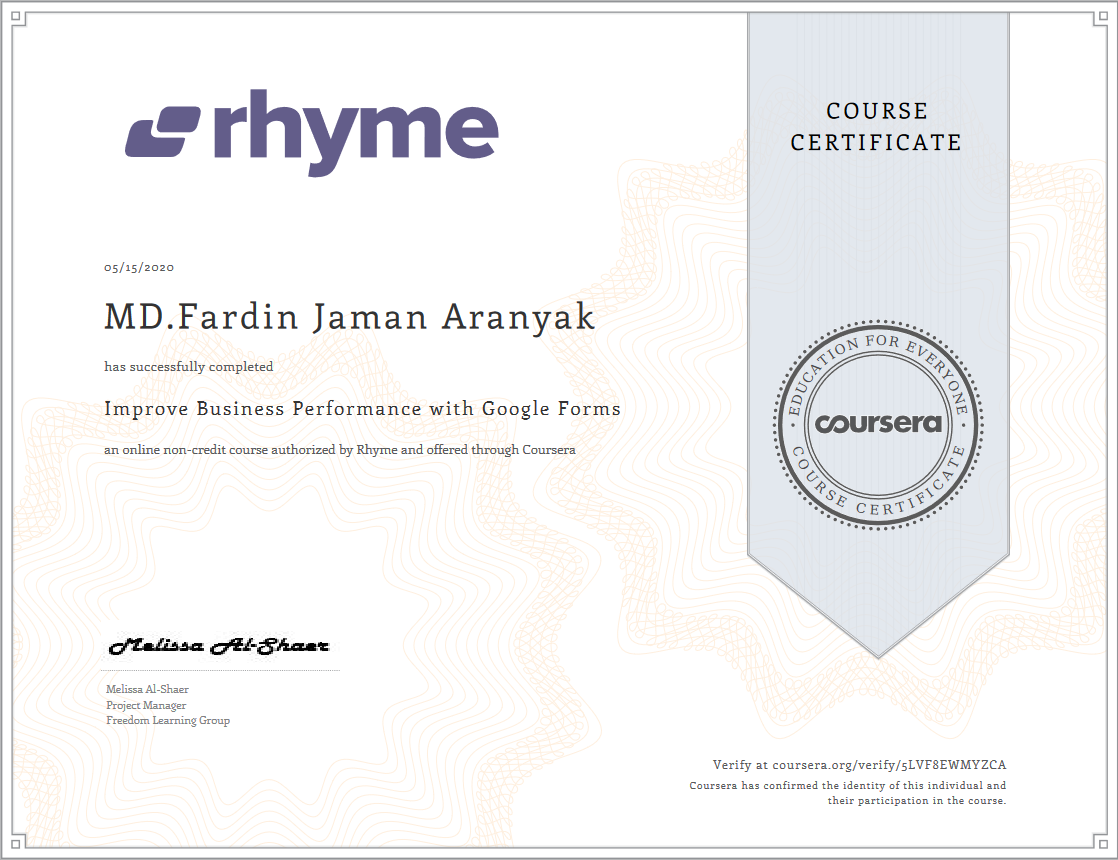 rhyme
COURSE
CERTIFICATE
05/15/2020
MD.Fardin Jaman Aranyak
has successfully completed
Improve Business Performance with Google Forms
an online non-credit course authorized by Rhyme and offered through Coursera
EDUCATION FOR EVERYONE
coursera
COURSE CERTIFICATE
Melissa Al-Shaer
Melissa Al-Shaer
Project Manager
Freedom Learning Group
Verify at coursera.org/verify/5LVF8EWMYZCA
Coursera has confirmed the identity of this individual and
their participation in the course.